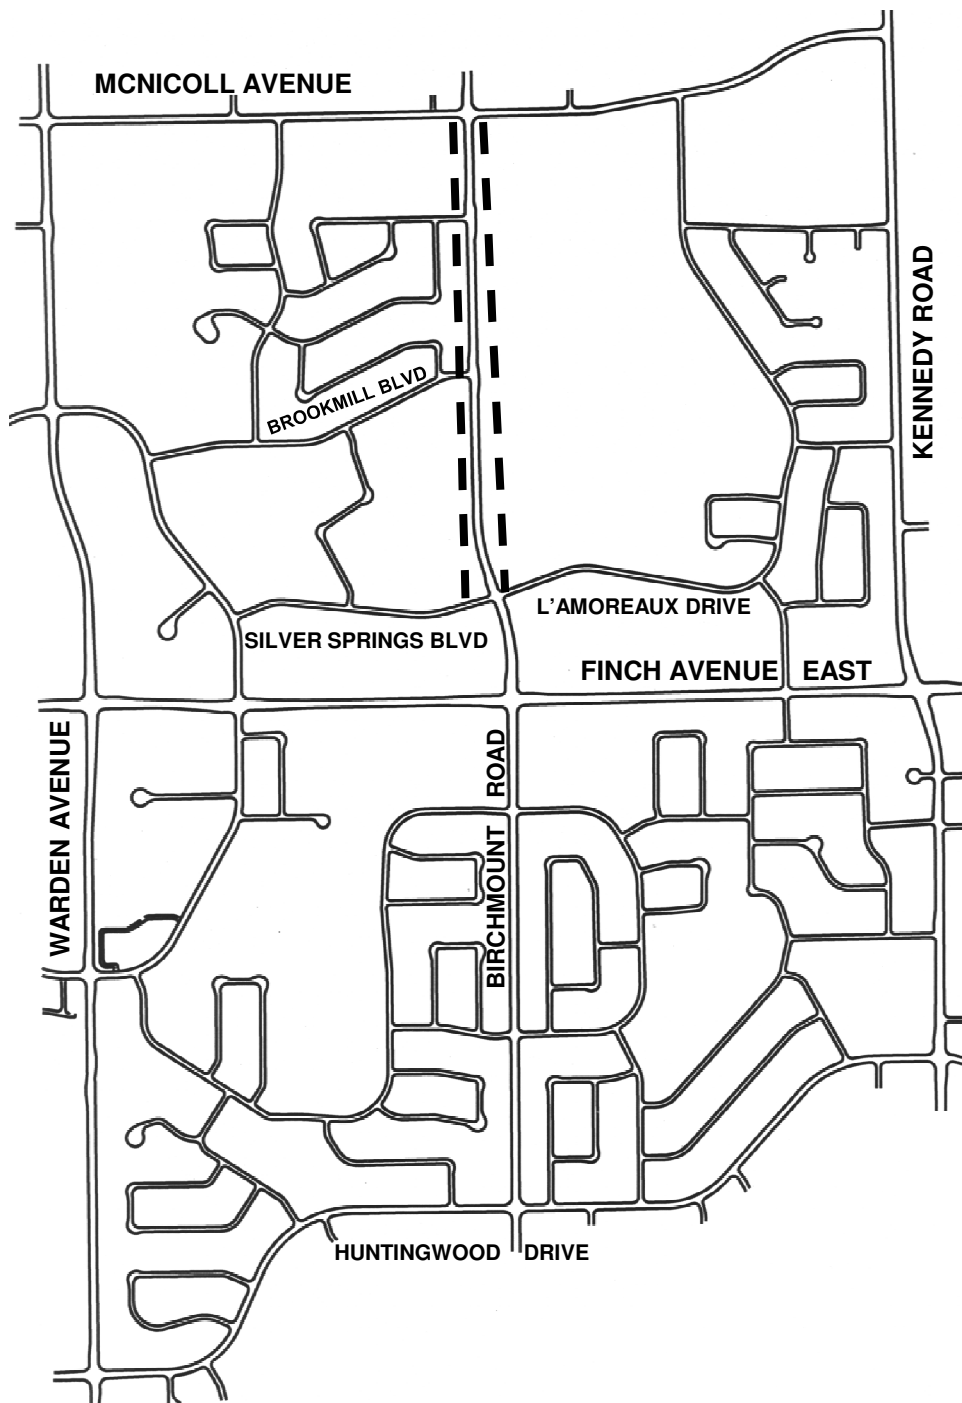 MCNICOLL AVENUE
KENNEDY ROAD
BROOKMILL BLVD
L'AMOREAUX DRIVE
SILVER SPRINGS BLVD
FINCH AVENUE EAST
WARDEN AVENUE
BIRCHMOUNT ROAD
HUNTINGWOOD DRIVE